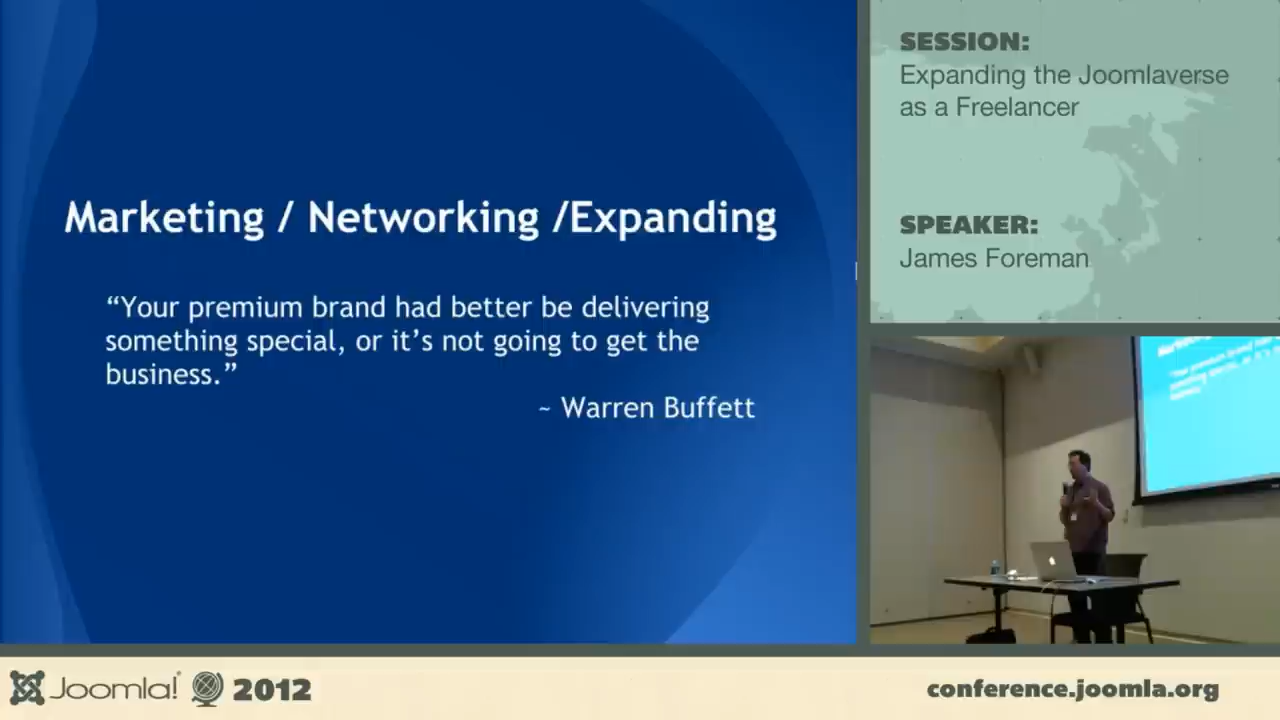 Marketing / Networking /Expanding
“Your premium brand had better be delivering
something special, or it’s not going to get the
business.”
~ Warren Buffett
SESSION:
Expanding the Joomlaverse
as a Freelancer
SPEAKER:
James Foreman
Joomla! 2012
conference.joomla.org